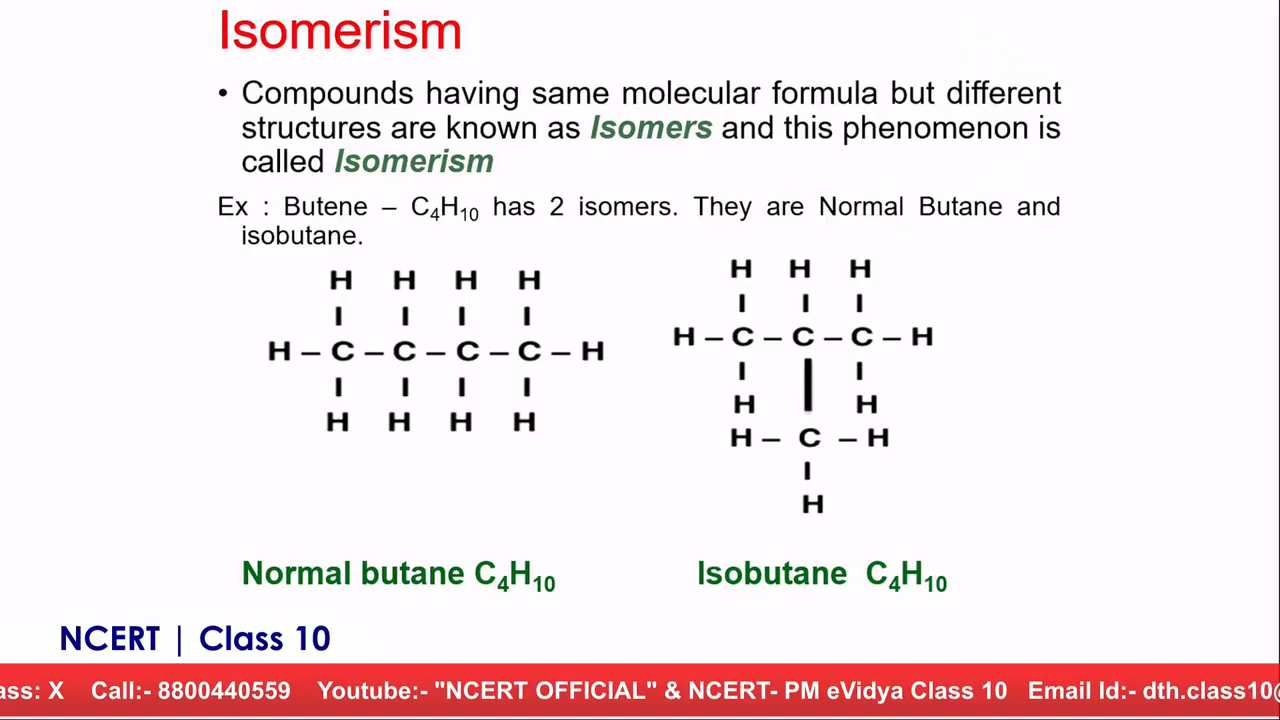 Isomerism
• Compounds having same molecular formula but different
structures are known as Isomers and this phenomenon is
called Isomerism
Ex : Butene – C₄H₁₀ has 2 isomers. They are Normal Butane and
isobutane.
H H H H
| | | |
H – C – C – C – C – H
| | | |
H H H H
H H H
| | |
H – C – C – C – H
| | |
H H
H – C – H
|
H
Normal butane C₄H₁₀
Isobutane C₄H₁₀
NCERT | Class 10
ass: X Call:- 8800440559 Youtube:- "NCERT OFFICIAL" & NCERT- PM eVidya Class 10 Email Id:- dth.class10@